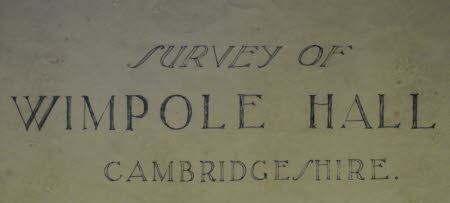 SURVEY OF
WIMPOLE HALL
CAMBRIDGESHIRE.